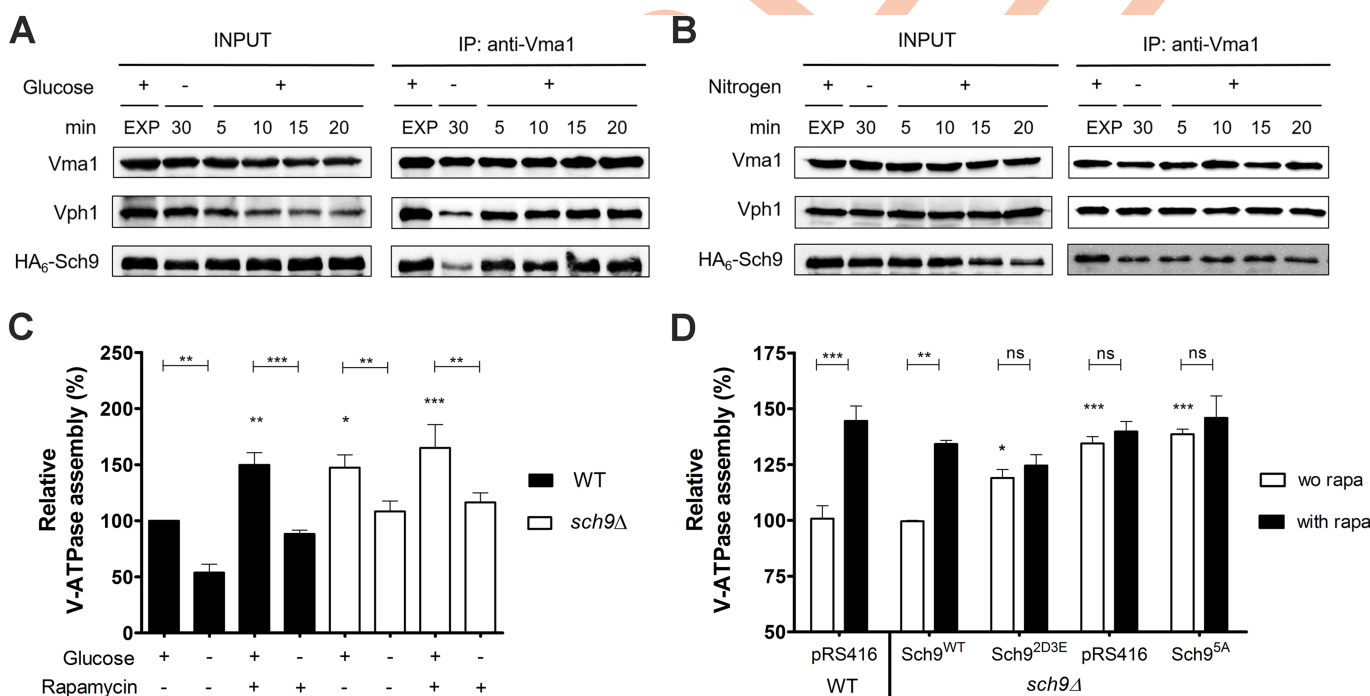 A
INPUT IP: anti-Vma1
Glucose + - + + - +
min EXP 30 5 10 15 20 EXP 30 5 10 15 20
Vma1
Vph1
HA6-Sch9
B
INPUT IP: anti-Vma1
Nitrogen + - + + - +
min EXP 30 5 10 15 20 EXP 30 5 10 15 20
Vma1
Vph1
HA6-Sch9
C
Relative
V-ATPase assembly (%)
250
200
150
100
50
0
** *** ** **
** * ***
WT
sch9Δ
Glucose + - + - + - + -
Rapamycin - - + + - - + +
D
Relative
V-ATPase assembly (%)
175
150
125
100
75
50
*** ** ns ns ns
* *** ***
wo rapa
with rapa
pRS416 Sch9WT Sch92D3E pRS416 Sch95A
WT sch9Δ